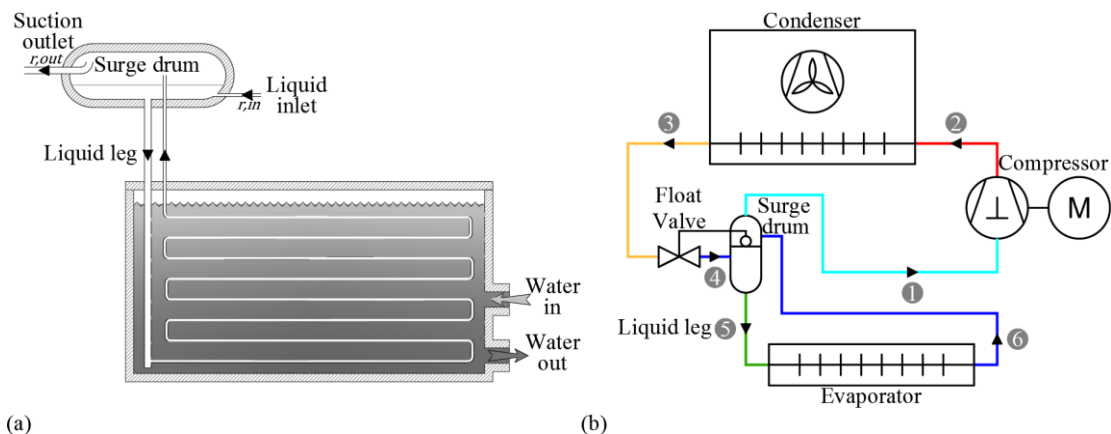 Suction
outlet
r,out
Surge drum
Liquid
inlet
r,in
Liquid leg
Water
in
Water
out
(a)
Condenser
3
2
Compressor
M
Float
Valve
Surge
drum
4
1
Liquid leg
5
6
Evaporator
(b)